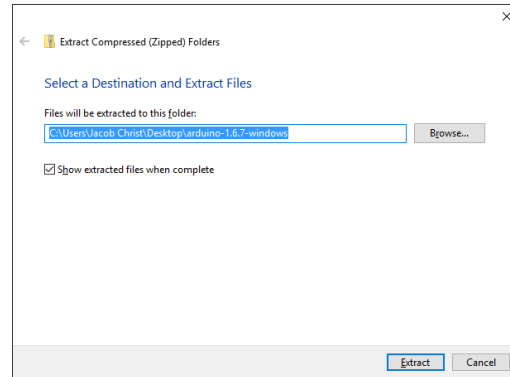 Extract Compressed (Zipped) Folders
Select a Destination and Extract Files
Files will be extracted to this folder:
C:\Users\Jacob Christ\Desktop\arduino-1.6.7-windows
Browse...
Show extracted files when complete
Extract
Cancel